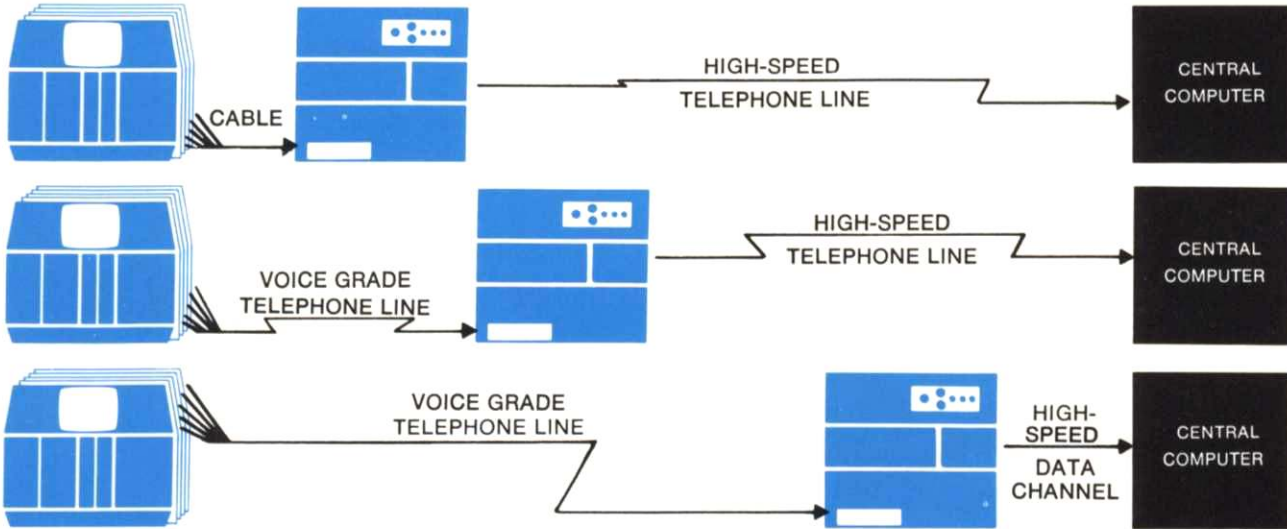 CABLE
HIGH-SPEED
TELEPHONE LINE
CENTRAL
COMPUTER
VOICE GRADE
TELEPHONE LINE
HIGH-SPEED
TELEPHONE LINE
CENTRAL
COMPUTER
VOICE GRADE
TELEPHONE LINE
HIGH-
SPEED
DATA
CHANNEL
CENTRAL
COMPUTER